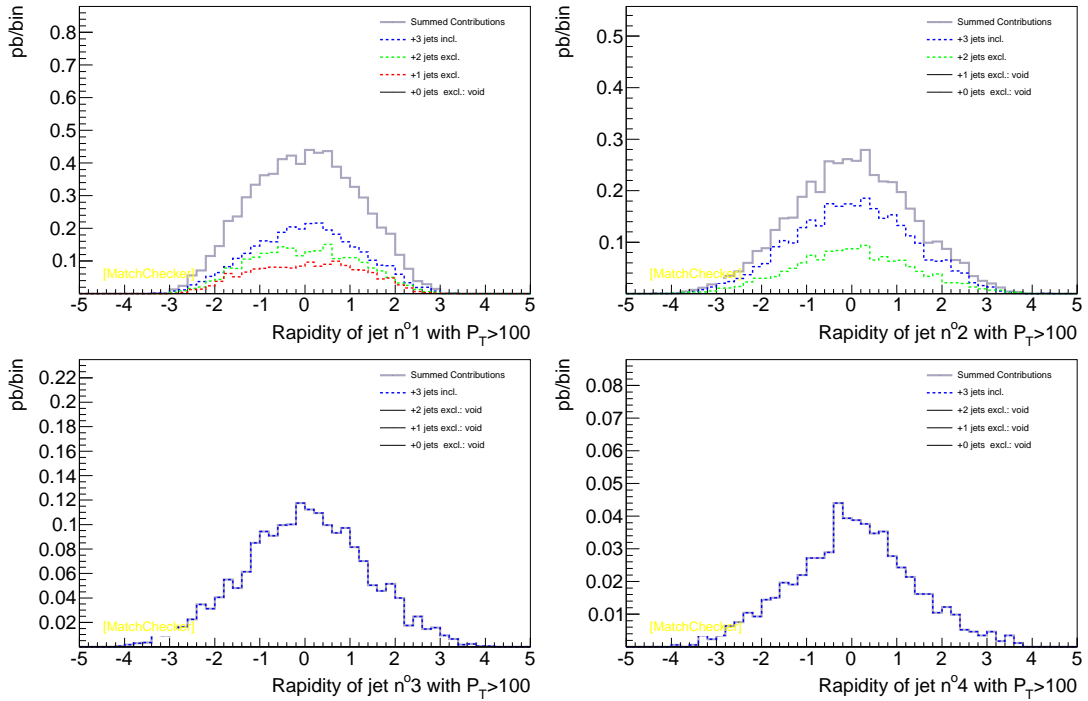 pb/bin
0.8
0.7
0.6
0.5
0.4
0.3
0.2
0.1
Summed Contributions
+3 jets incl.
+2 jets excl.
+1 jets excl.
+0 jets excl.: void
[MatchChecker]
-5 -4 -3 -2 -1 0 1 2 3 4 5
Rapidity of jet n°1 with P_T>100
pb/bin
0.5
0.4
0.3
0.2
0.1
Summed Contributions
+3 jets incl.
+2 jets excl.
+1 jets excl.: void
+0 jets excl.: void
[MatchChecker]
-5 -4 -3 -2 -1 0 1 2 3 4 5
Rapidity of jet n°2 with P_T>100
pb/bin
0.22
0.2
0.18
0.16
0.14
0.12
0.1
0.08
0.06
0.04
0.02
Summed Contributions
+3 jets incl.
+2 jets excl.: void
+1 jets excl.: void
+0 jets excl.: void
[MatchChecker]
-5 -4 -3 -2 -1 0 1 2 3 4 5
Rapidity of jet n°3 with P_T>100
pb/bin
0.08
0.07
0.06
0.05
0.04
0.03
0.02
0.01
Summed Contributions
+3 jets incl.
+2 jets excl.: void
+1 jets excl.: void
+0 jets excl.: void
[MatchChecker]
-5 -4 -3 -2 -1 0 1 2 3 4 5
Rapidity of jet n°4 with P_T>100